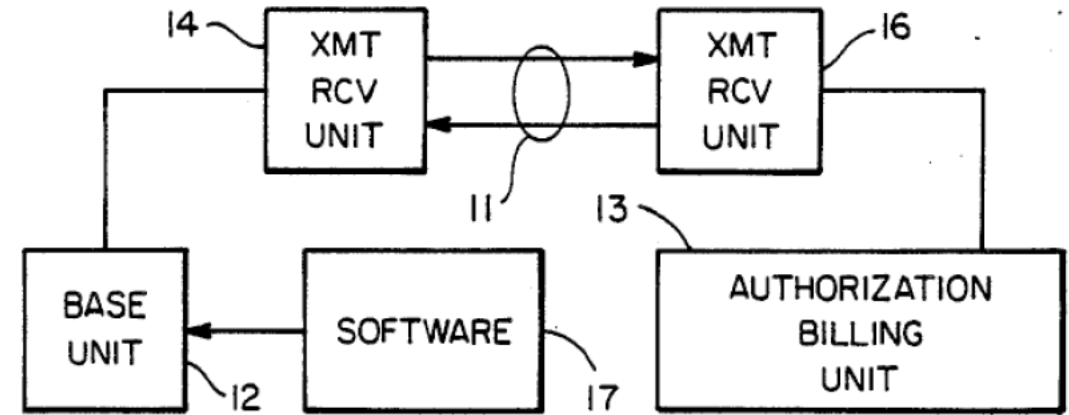 14
XMT
RCV
UNIT
XMT
RCV
UNIT
16
11
13
BASE
UNIT
12
SOFTWARE
17
AUTHORIZATION
BILLING
UNIT